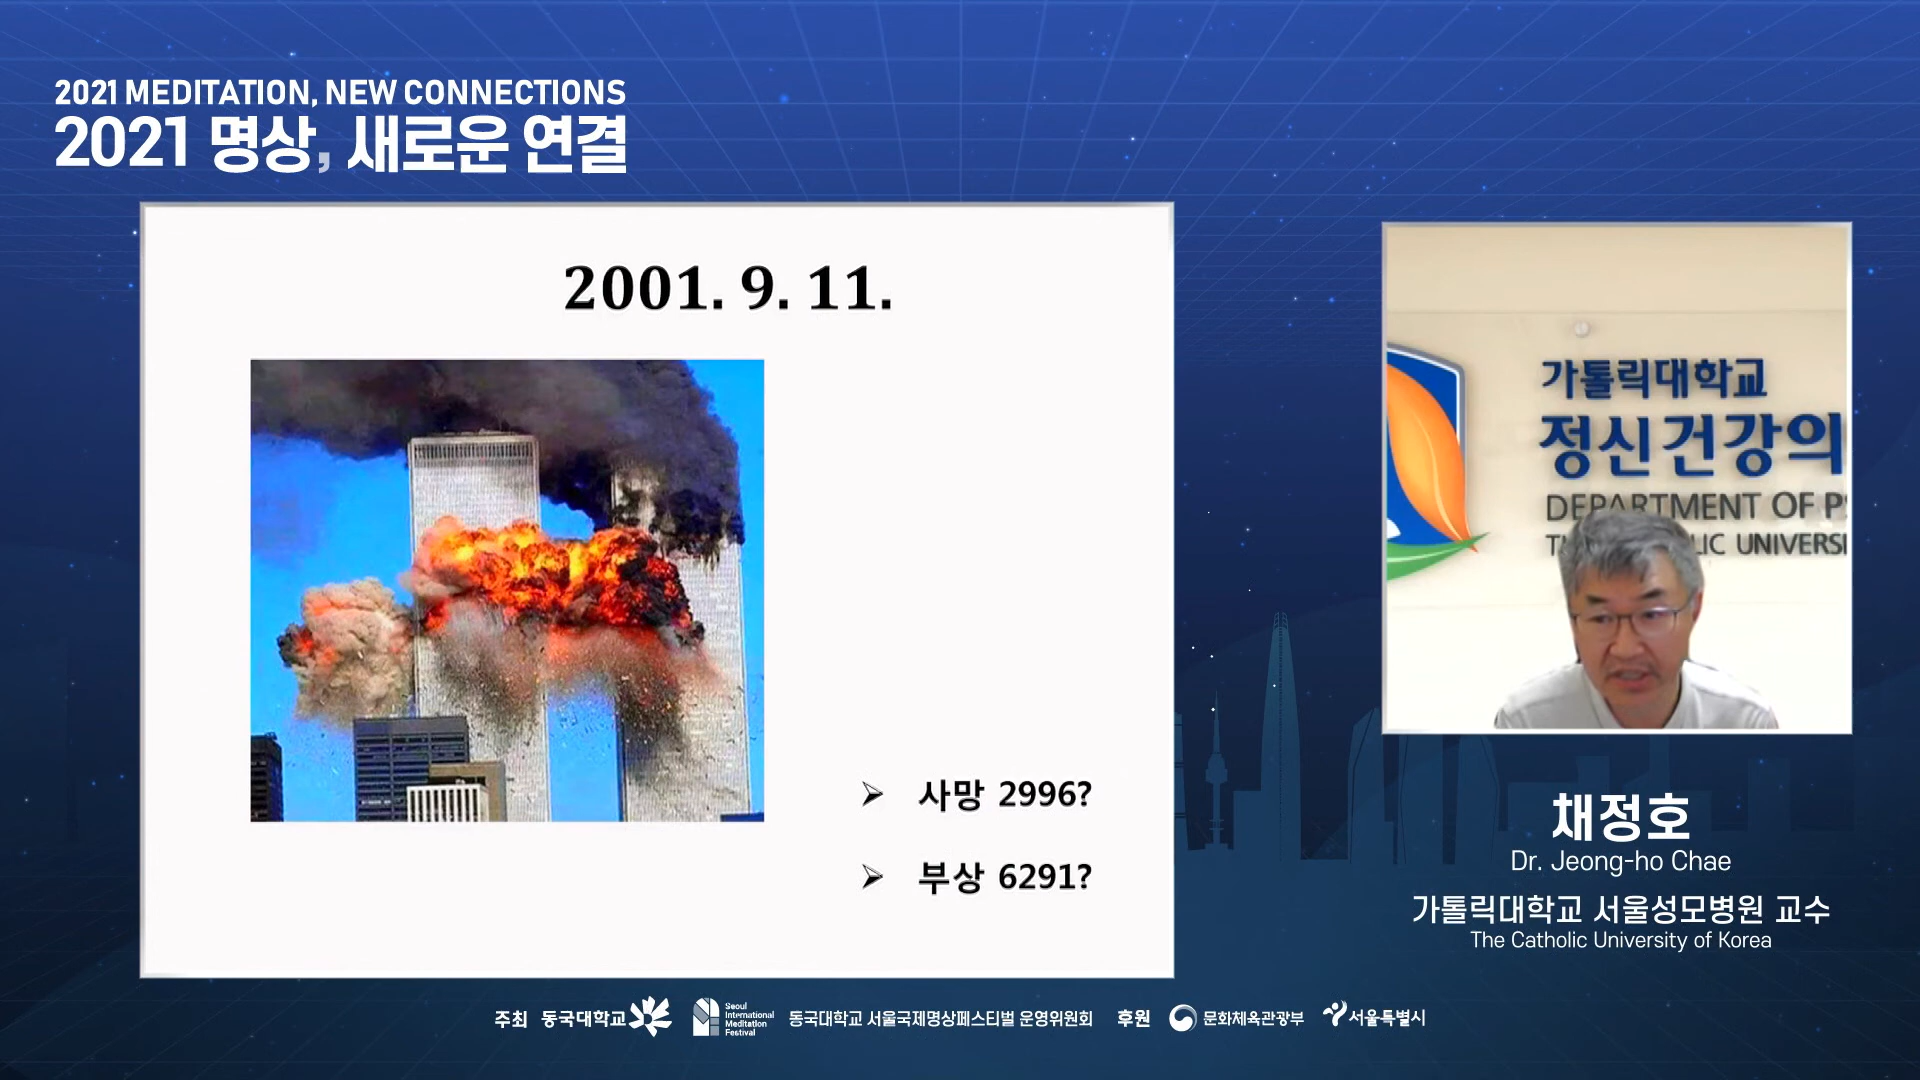 2021 MEDITATION, NEW CONNECTIONS
2021 명상, 새로운 연결
2001. 9. 11.
➢ 사망 2996?
➢ 부상 6291?
가톨릭대학교
정신건강의
DEPARTMENT OF
UNIVERSI
채정호
Dr. Jeong-ho Chae
가톨릭대학교 서울성모병원 교수
The Catholic University of Korea
주최 동국대학교
Seoul
International
Meditation
Festival
동국대학교 서울국제명상페스티벌 운영위원회
후원 문화체육관광부 서울특별시